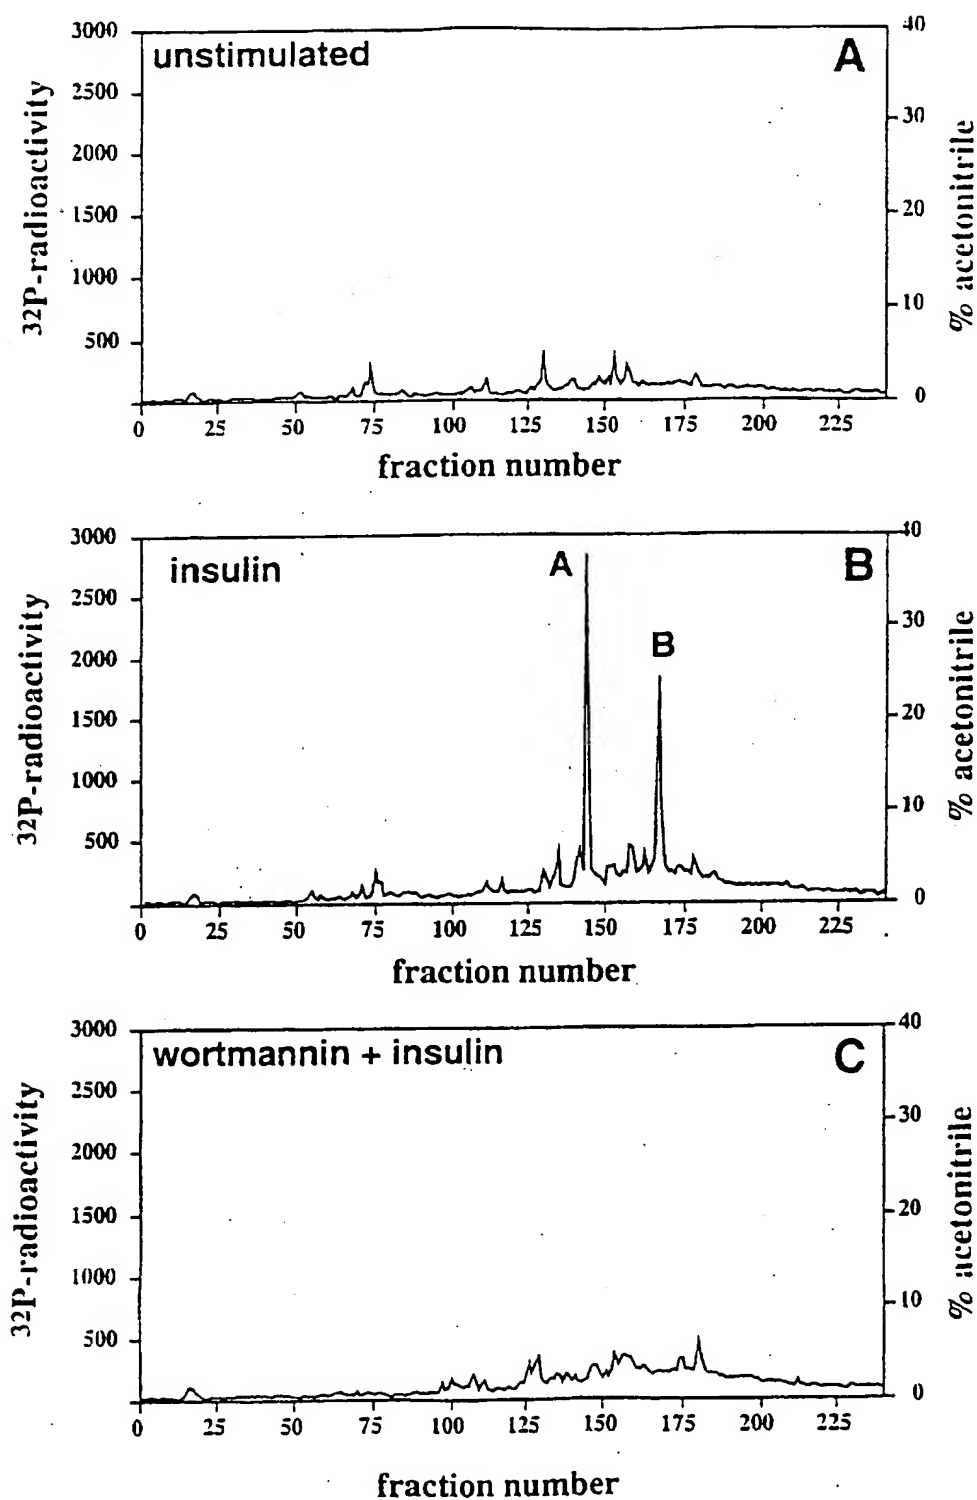 unstimulated
A
3000
2500
2000
1500
1000
500
40
30
20
10
0
32P-radioactivity
% acetonitrile
0 25 50 75 100 125 150 175 200 225
fraction number
insulin
A
B
B
3000
2500
2000
1500
1000
500
40
30
20
10
0
32P-radioactivity
% acetonitrile
0 25 50 75 100 125 150 175 200 225
fraction number
wortmannin + insulin
C
3000
2500
2000
1500
1000
500
40
30
20
10
0
32P-radioactivity
% acetonitrile
0 25 50 75 100 125 150 175 200 225
fraction number